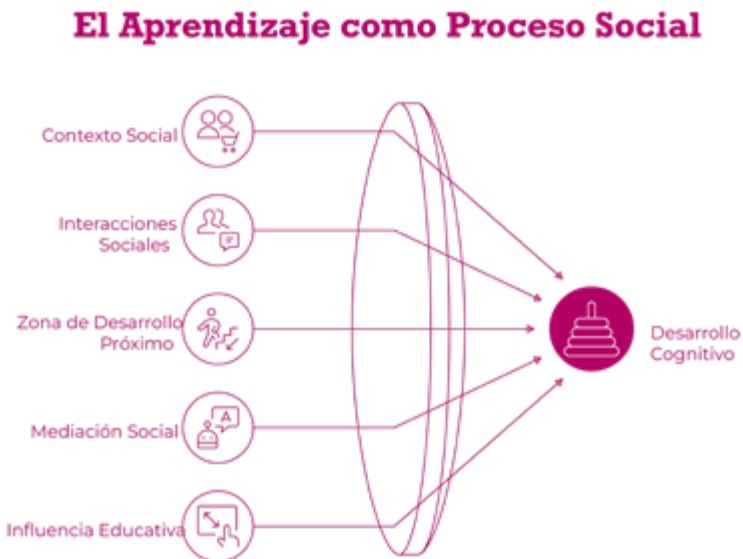 El Aprendizaje como Proceso Social
Contexto Social
Interacciones
Sociales
Zona de Desarrollo
Próximo
Mediación Social
A
Influencia Educativa
Desarrollo
Cognitivo